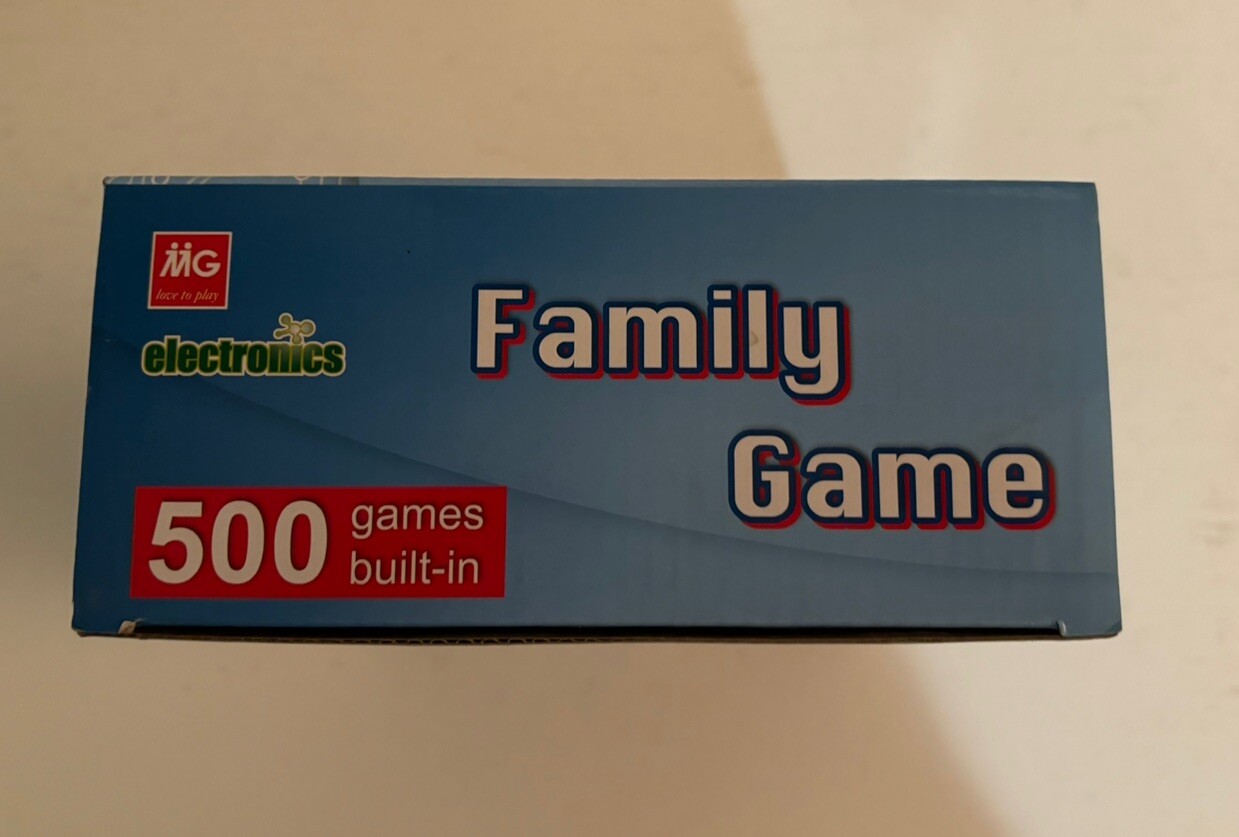 MG
love to play
electronics
Family
Game
500 games
built-in